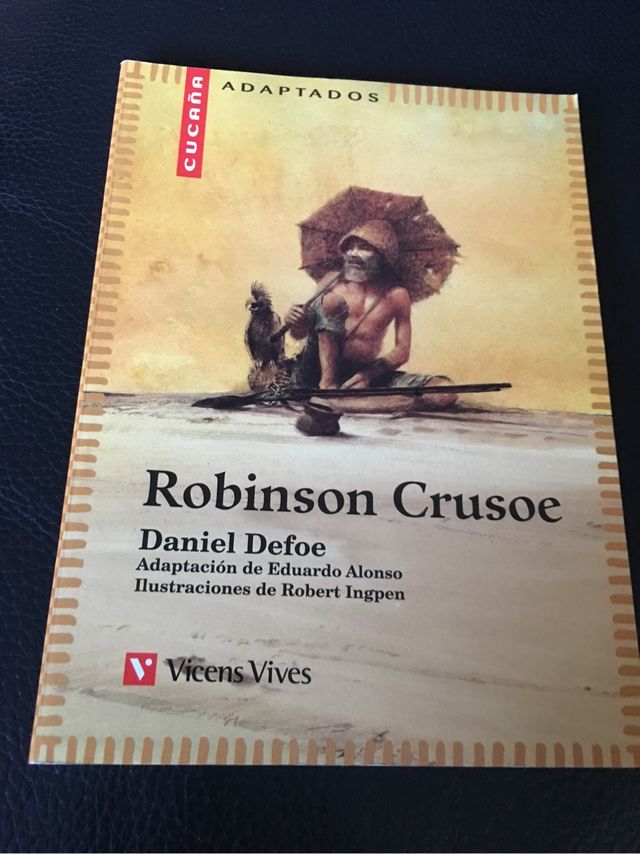 CUCAÑA
ADAPTADOS
Robinson Crusoe
Daniel Defoe
Adaptación de Eduardo Alonso
Ilustraciones de Robert Ingpen
Vicens Vives